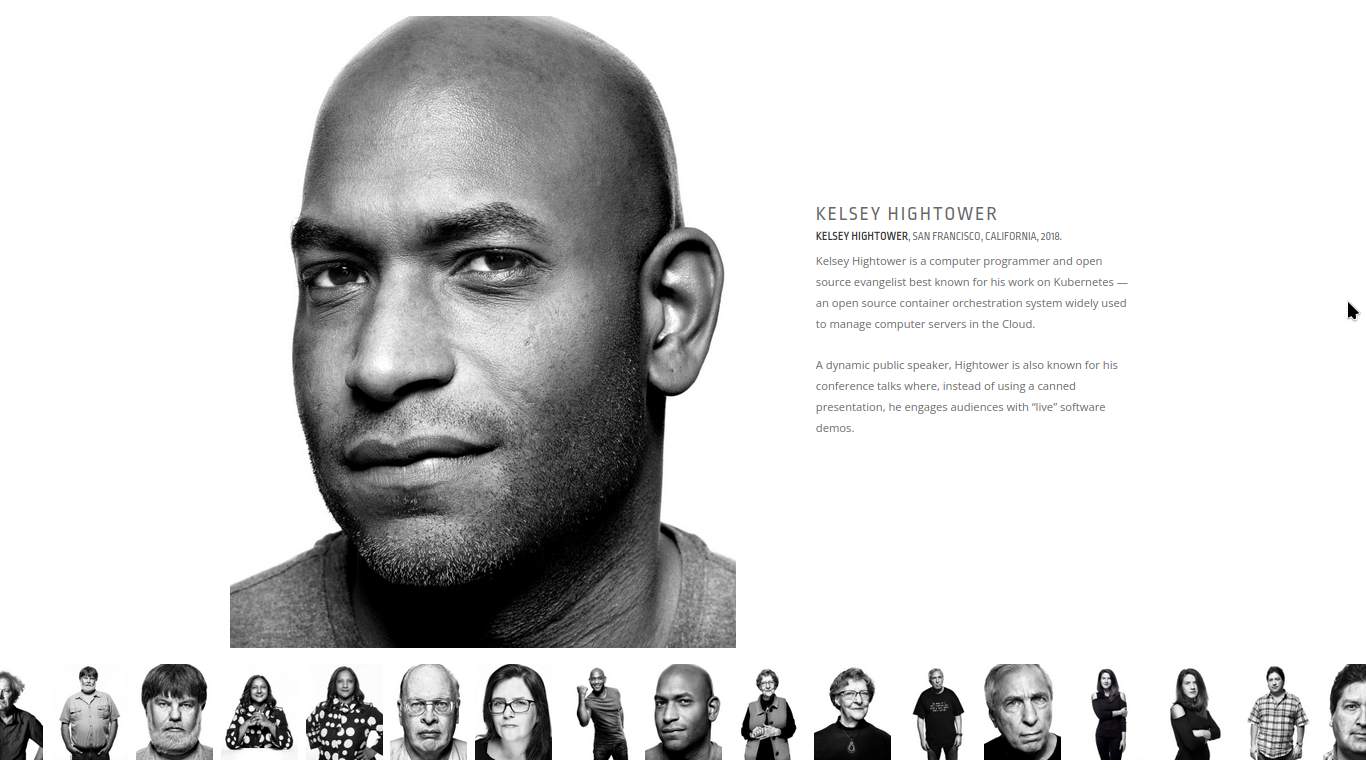 KELSEY HIGHTOWER
KELSEY HIGHTOWER, SAN FRANCISCO, CALIFORNIA, 2018.
Kelsey Hightower is a computer programmer and open
source evangelist best known for his work on Kubernetes —
an open source container orchestration system widely used
to manage computer servers in the Cloud.
A dynamic public speaker, Hightower is also known for his
conference talks where, instead of using a canned
presentation, he engages audiences with “live” software
demos.